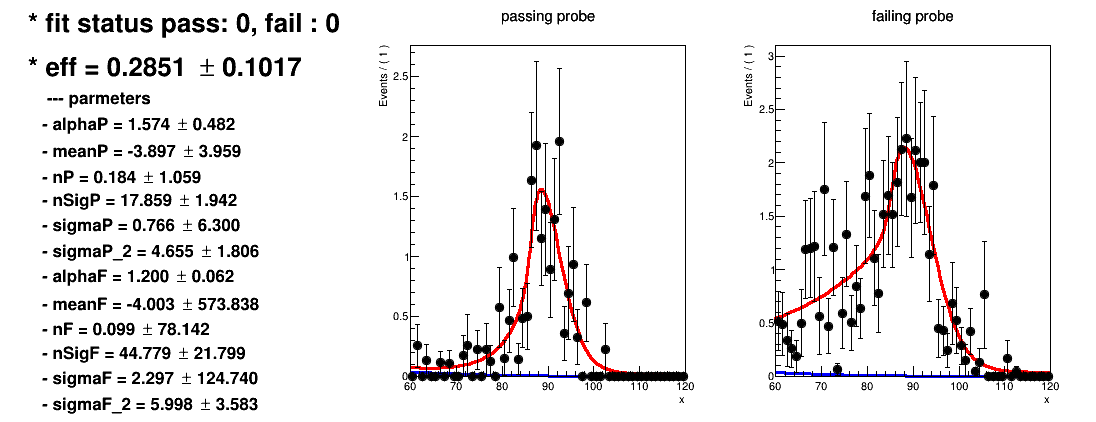 * fit status pass: 0, fail : 0
* eff = 0.2851 ± 0.1017
--- parmeters
- alphaP = 1.574 ± 0.482
- meanP = -3.897 ± 3.959
- nP = 0.184 ± 1.059
- nSigP = 17.859 ± 1.942
- sigmaP = 0.766 ± 6.300
- sigmaP_2 = 4.655 ± 1.806
- alphaF = 1.200 ± 0.062
- meanF = -4.003 ± 573.838
- nF = 0.099 ± 78.142
- nSigF = 44.779 ± 21.799
- sigmaF = 2.297 ± 124.740
- sigmaF_2 = 5.998 ± 3.583
passing probe
Events / ( 1 )
2.5
2
1.5
1
0.5
0
60 70 80 90 100 110 120
x
failing probe
Events / ( 1 )
3
2.5
2
1.5
1
0.5
0
60 70 80 90 100 110 120
x